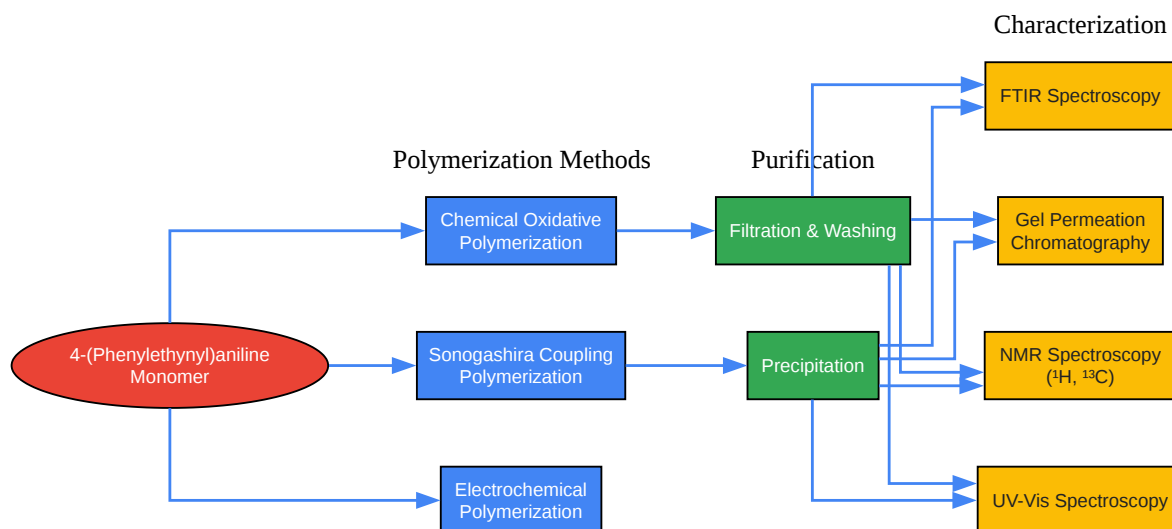 Characterization
FTIR Spectroscopy
Polymerization Methods
Purification
Chemical Oxidative
Polymerization
Filtration & Washing
Gel Permeation
Chromatography
4-(Phenylethynyl)aniline
Monomer
Sonogashira Coupling
Polymerization
Precipitation
NMR Spectroscopy
(¹H, ¹³C)
Electrochemical
Polymerization
UV-Vis Spectroscopy